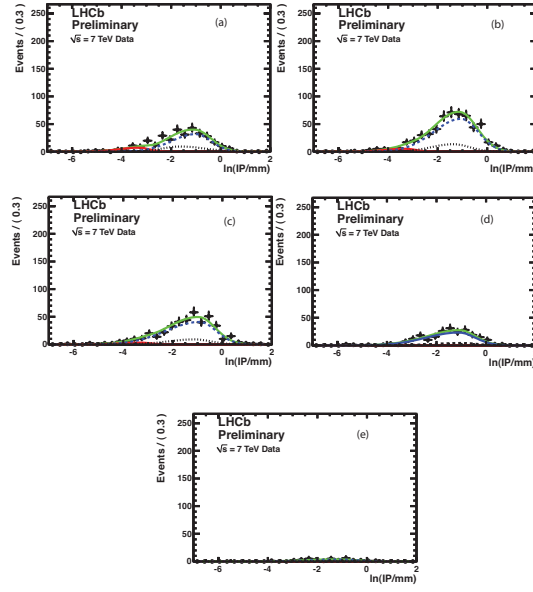 Events / ( 0.3 )
250
200
150
100
50
0
LHCb
Preliminary
√s = 7 TeV Data
(a)
-6 -4 -2 0 2
ln(IP/mm)
Events / ( 0.3 )
250
200
150
100
50
0
LHCb
Preliminary
√s = 7 TeV Data
(b)
-6 -4 -2 0
ln(IP/mm)
Events / ( 0.3 )
250
200
150
100
50
0
LHCb
Preliminary
√s = 7 TeV Data
(c)
-6 -4 -2 0 2
ln(IP/mm)
Events / ( 0.3 )
250
200
150
100
50
0
LHCb
Preliminary
√s = 7 TeV Data
(d)
-6 -4 -2 0
ln(IP/mm)
Events / ( 0.3 )
250
200
150
100
50
0
LHCb
Preliminary
√s = 7 TeV Data
(e)
-6 -4 -2 0 2
ln(IP/mm)